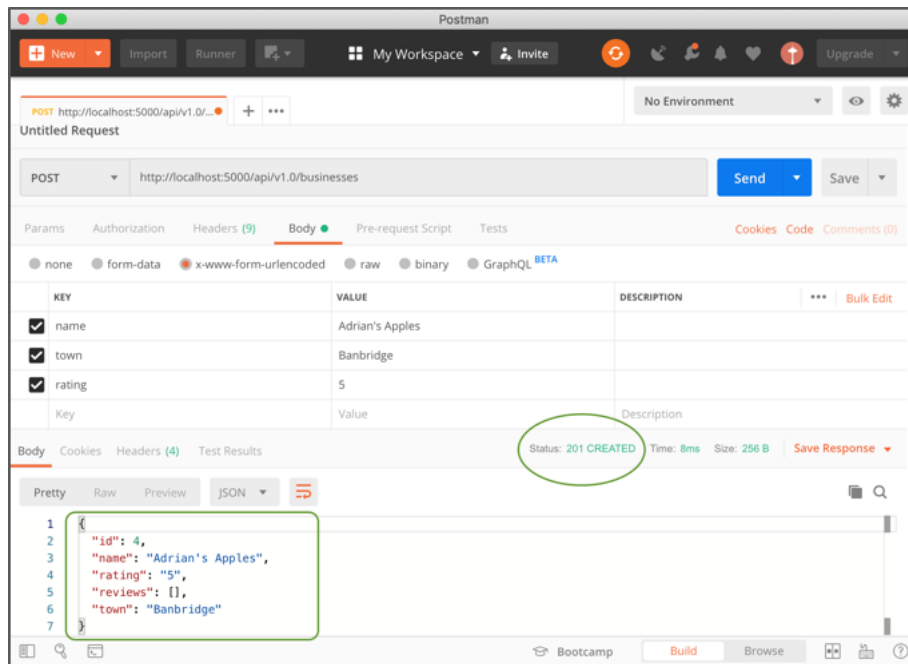 Postman
New Import Runner My Workspace Invite Upgrade
POST http://localhost:5000/api/v1.0/... No Environment
Untitled Request
POST http://localhost:5000/api/v1.0/businesses Send Save
Params Authorization Headers (9) Body Pre-request Script Tests Cookies Code Comments (0)
none form-data x-www-form-urlencoded raw binary GraphQL BETA
KEY VALUE DESCRIPTION Bulk Edit
name Adrian's Apples
town Banbridge
rating 5
Key Value Description
Body Cookies Headers (4) Test Results Status: 201 CREATED Time: 8ms Size: 256 B Save Response
Pretty Raw Preview JSON
1 {
2 "id": 4,
3 "name": "Adrian's Apples",
4 "rating": "5",
5 "reviews": [],
6 "town": "Banbridge"
7 }
Bootcamp Build Browse